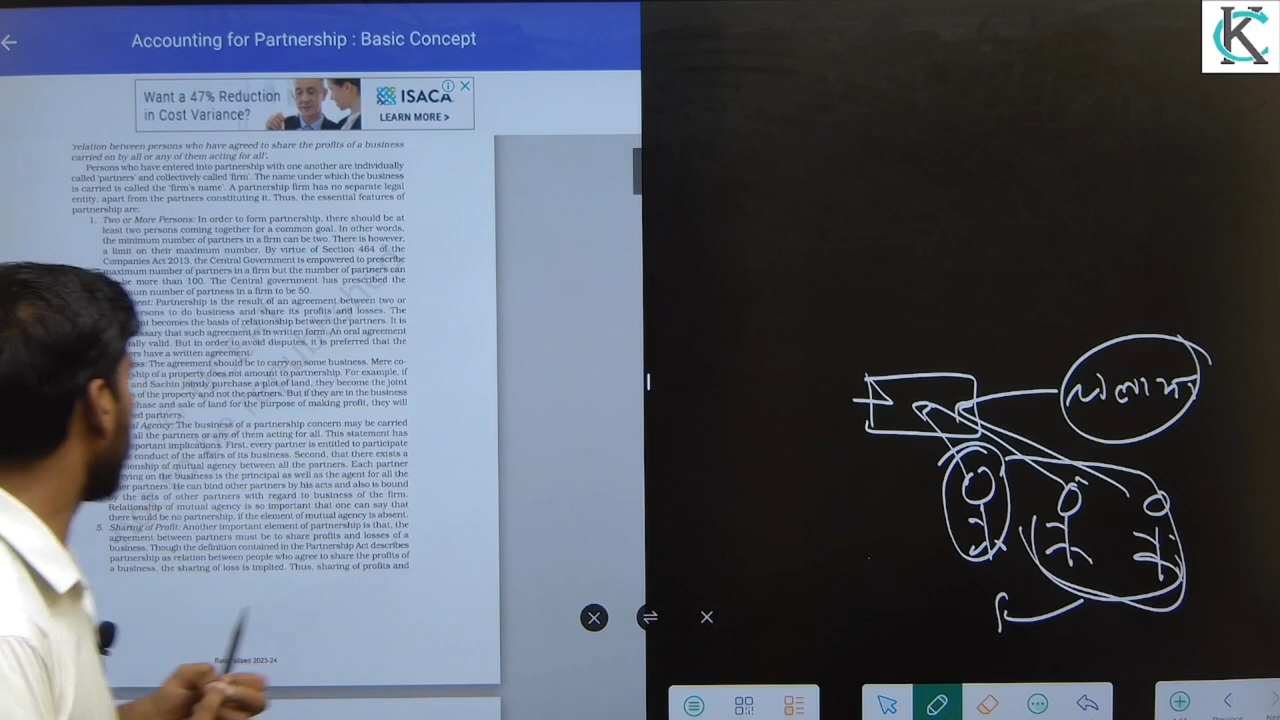 Accounting for Partnership : Basic Concept
Want a 47% Reduction
in Cost Variance?
ISACA
LEARN MORE >
'relation between persons who have agreed to share the profits of a business
carried on by all or any of them acting for all'.
Persons who have entered into partnership with one another are individually
called 'partners' and collectively called 'firm'. The name under which the business
is carried is called the 'firm's name'. A partnership firm has no separate legal
entity, apart from the partners constituting it. Thus, the essential features of
partnership are:
1. Two or More Persons: In order to form partnership, there should be at
least two persons coming together for a common goal. In other words,
the minimum number of partners in a firm can be two. There is however,
a limit on their maximum number. By virtue of Section 464 of the
Companies Act 2013, the Central Government is empowered to prescribe
maximum number of partners in a firm but the number of partners can
be more than 100. The Central government has prescribed the
number of partness in a firm to be 50.
Partnership is the result of an agreement between two or
to do business and share its profits and losses. The
becomes the basis of relationship between the partners. It is
that such agreement is in written form. An oral agreement
valid. But in order to avoid disputes, it is preferred that the
have a written agreement.
The agreement should be to carry on some business. Mere co-
of a property does not amount to partnership. For example, if
and Sachin jointly purchase a plot of land, they become the joint
of the property and not the partners. But if they are in the business
and sale of land for the purpose of making profit, they will
partners.
Agency: The business of a partnership concern may be carried
all the partners or any of them acting for all. This statement has
important implications. First, every partner is entitled to participate
conduct of the affairs of its business. Second, that there exists a
relationship of mutual agency between all the partners. Each partner
carrying on the business is the principal as well as the agent for all the
other partners. He can bind other partners by his acts and also is bound
by the acts of other partners with regard to business of the firm.
Relationship of mutual agency is so important that one can say that
there would be no partnership, if the element of mutual agency is absent.
5. Sharing of Profit: Another important element of partnership is that, the
agreement between partners must be to share profits and losses of a
business. Though the definition contained in the Partnership Act describes
partnership as relation between people who agree to share the profits of
a business, the sharing of loss is implied. Thus, sharing of profits and
2023-24
KC